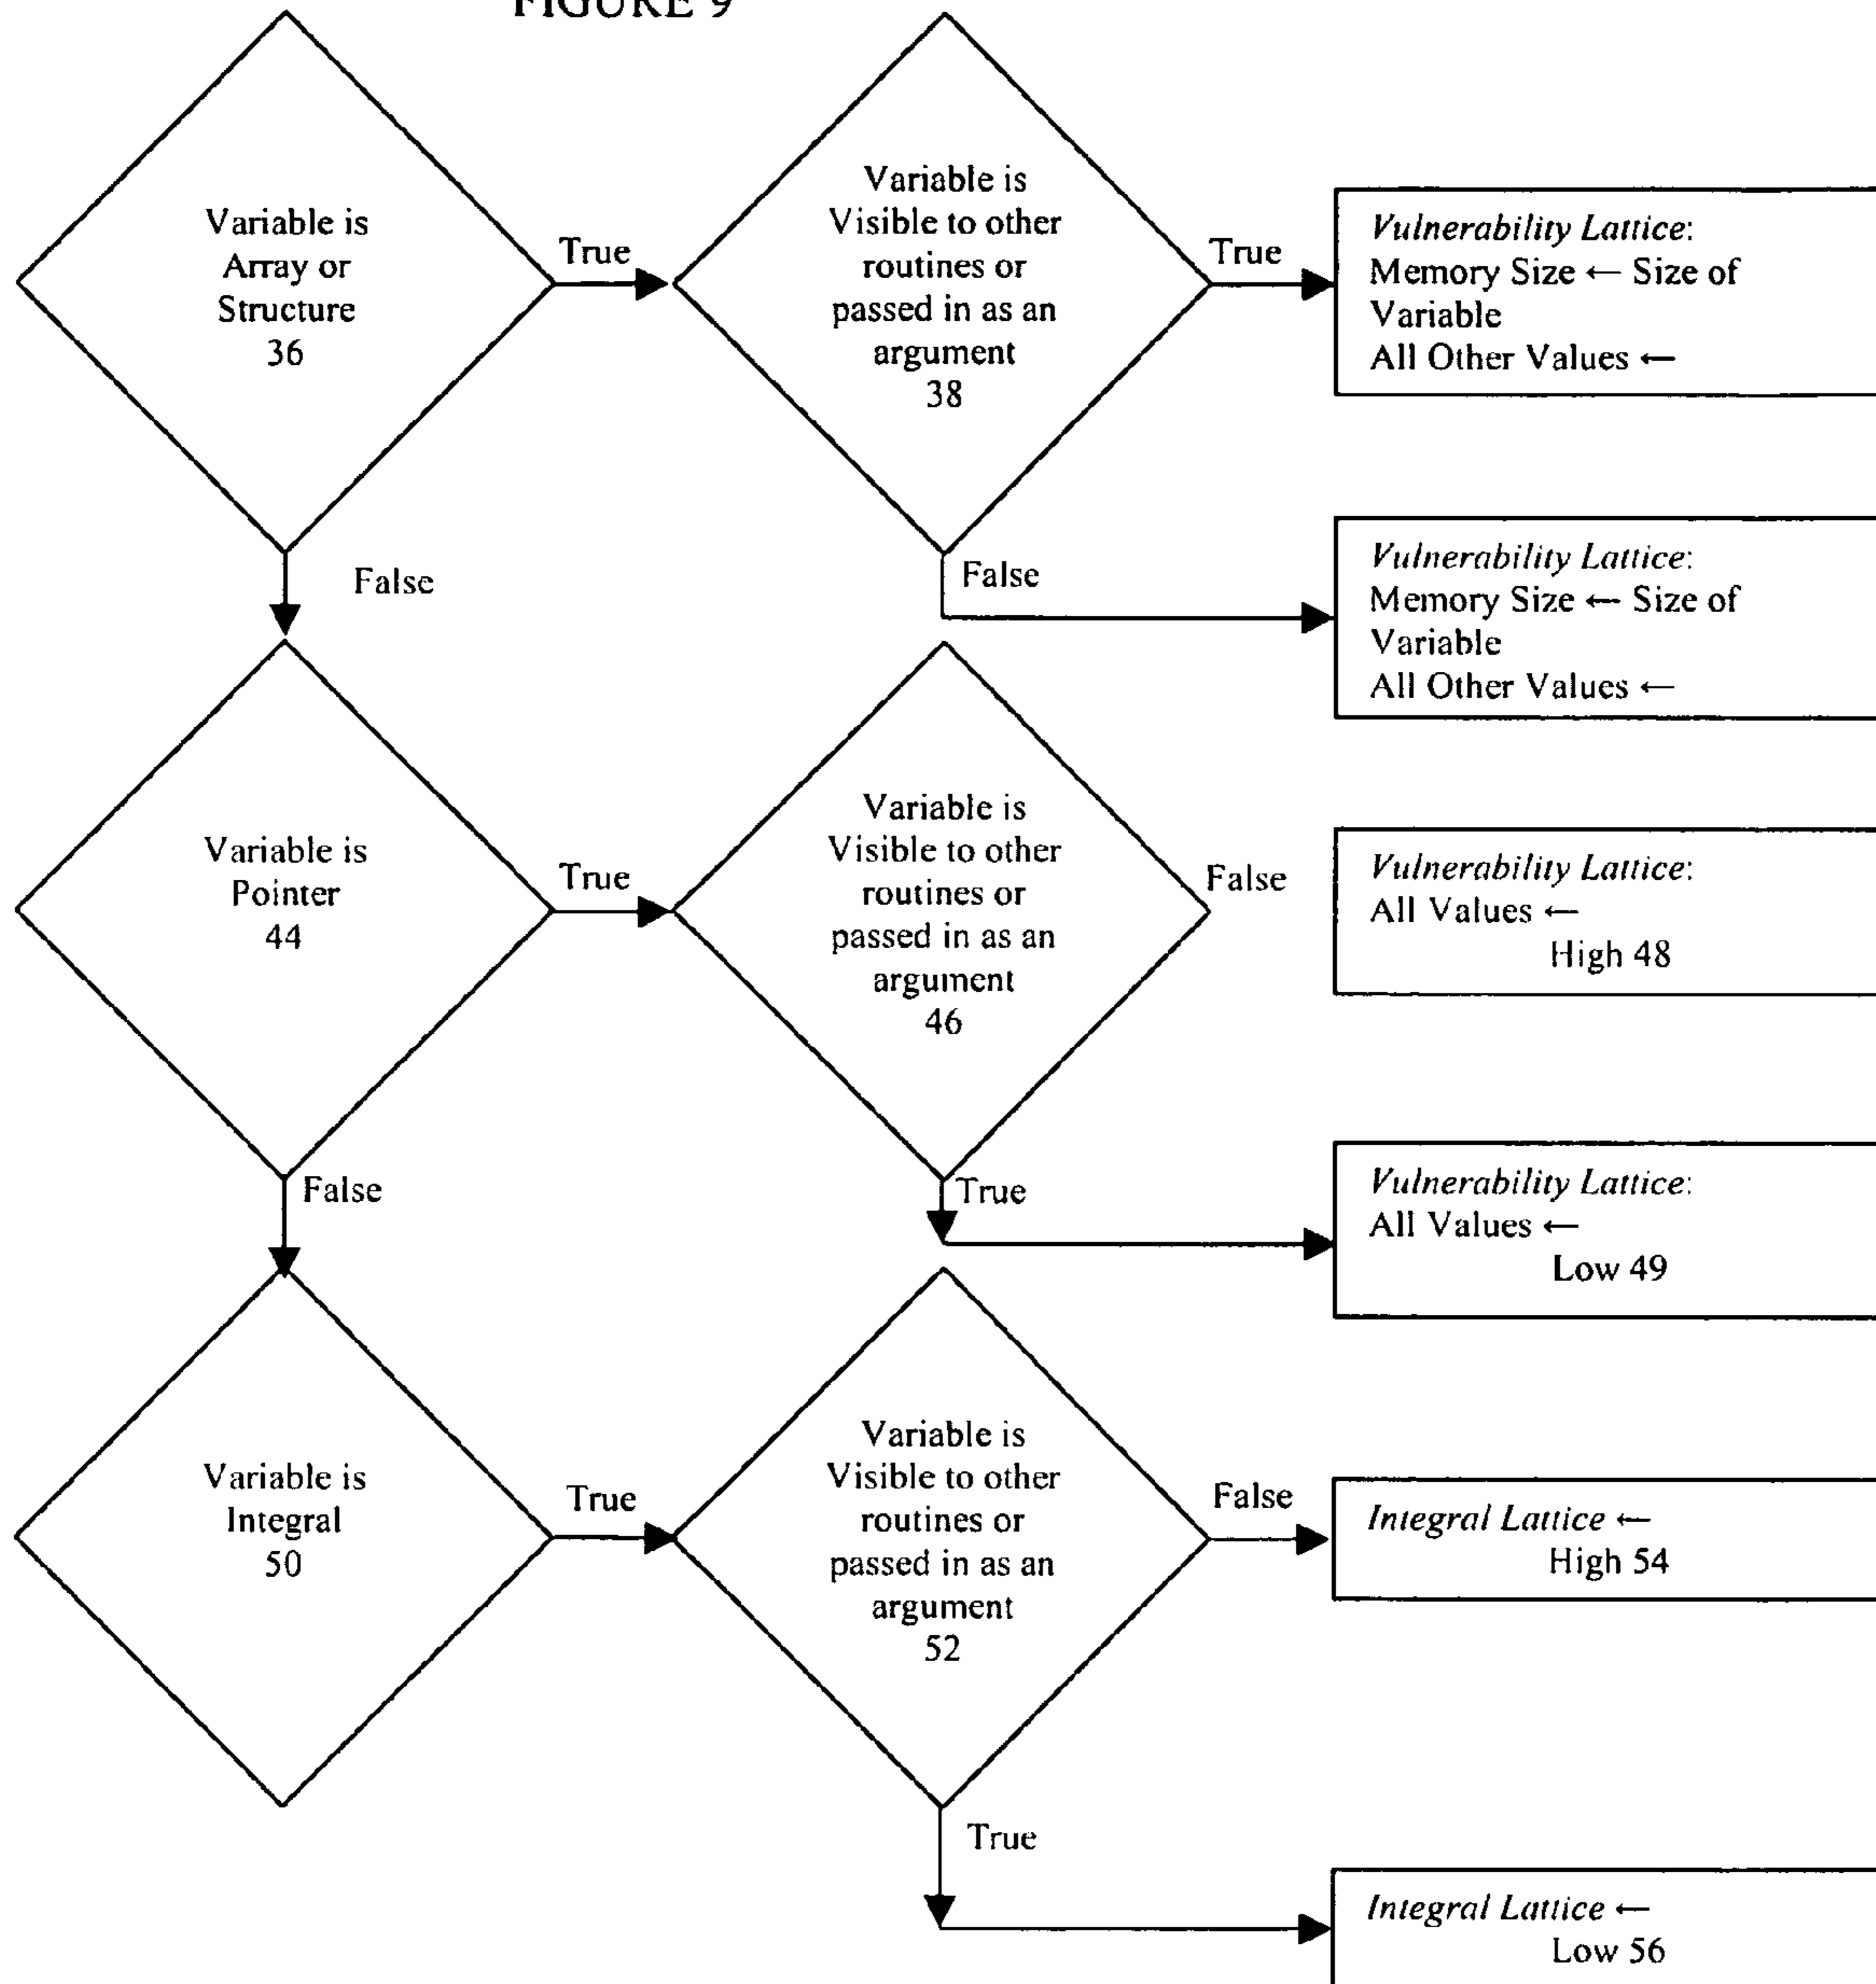 FIGURE 9
Variable is
Array or
Structure
36
True
Variable is
Visible to other
routines or
passed in as an
argument
38
True
Vulnerability Lattice:
Memory Size ← Size of
Variable
All Other Values ←
False
False
Vulnerability Lattice:
Memory Size ← Size of
Variable
All Other Values ←
Variable is
Pointer
44
True
Variable is
Visible to other
routines or
passed in as an
argument
46
False
Vulnerability Lattice:
All Values ←
High 48
False
True
Vulnerability Lattice:
All Values ←
Low 49
Variable is
Integral
50
True
Variable is
Visible to other
routines or
passed in as an
argument
52
False
Integral Lattice ←
High 54
True
Integral Lattice ←
Low 56